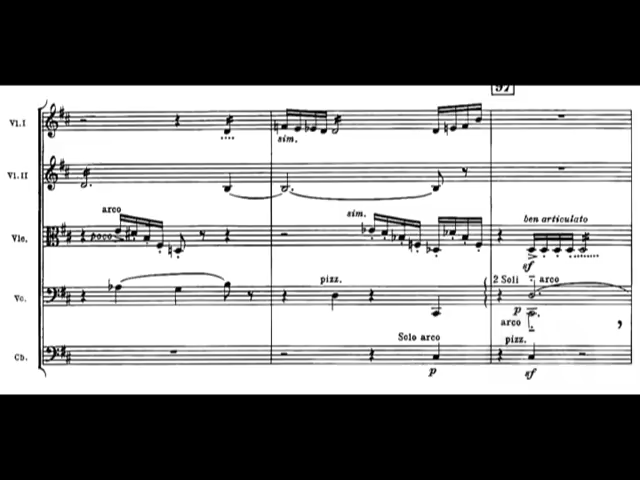 97
Vl. I
sim.
Vl. II
arco
sim.
ben articulato
Vle.
poco
sf
pizz.
2 Soli
arco
Vc.
p
arco
Solo arco
pizz.
Cb.
p
sf